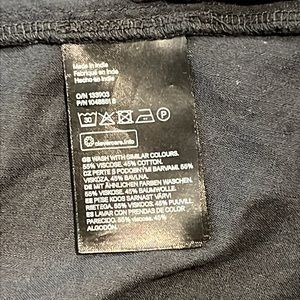 Made in India
Fabriqué en Inde
Hecho en India
O/N 133903
P/N 1048851 B
30 P
clevercare.info
GB WASH WITH SIMILAR COLOURS.
55% VISCOSE, 45% COTTON.
CZ PERTE S PODOBNÝMI BARVAMI. 55%
VISKÓZA, 45% BAVLNA.
DE MIT ÄHNLICHEN FARBEN WASCHEN.
55% VISKOSE, 45% BAUMWOLLE.
EE PESE KOOS SARNAST VÄRVI
ESETEGA. 55% VISKOOS, 45% PUUVILL.
ES LAVAR CON PRENDAS DE COLOR
PARECIDO. 55% 45%
ALGODÓN.